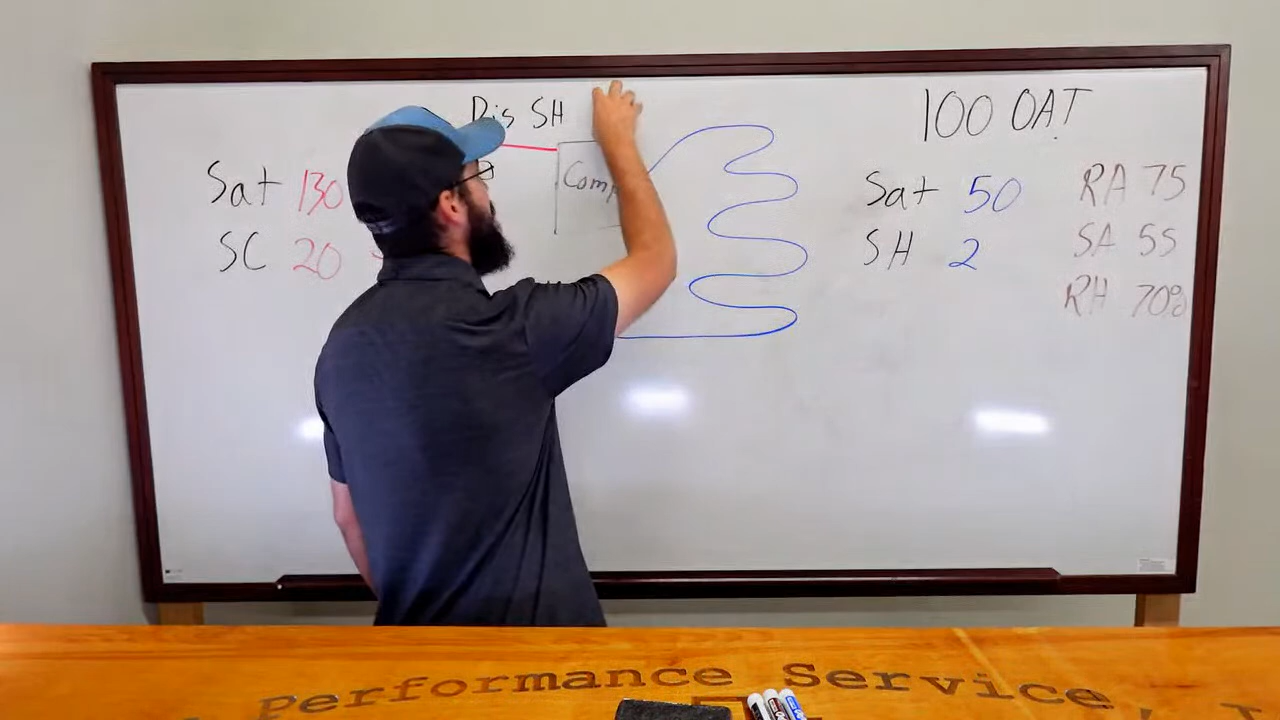 Dis SH
100 OAT
Sat 130
SC 20
Comp
Sat 50
SH 2
RA 75
SA 55
RH 70%
Performance Service,